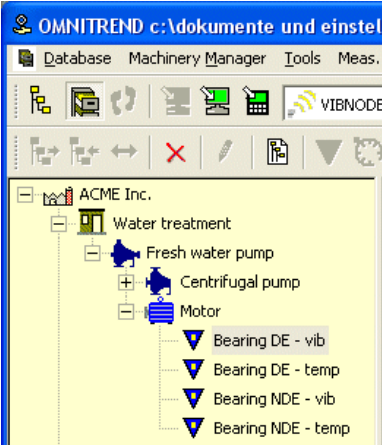 OMNITREND c:\dokumente und einstel
Database Machinery Manager Tools Meas.
VIBNODE
ACME Inc.
Water treatment
Fresh water pump
Centrifugal pump
Motor
Bearing DE - vib
Bearing DE - temp
Bearing NDE - vib
Bearing NDE - temp